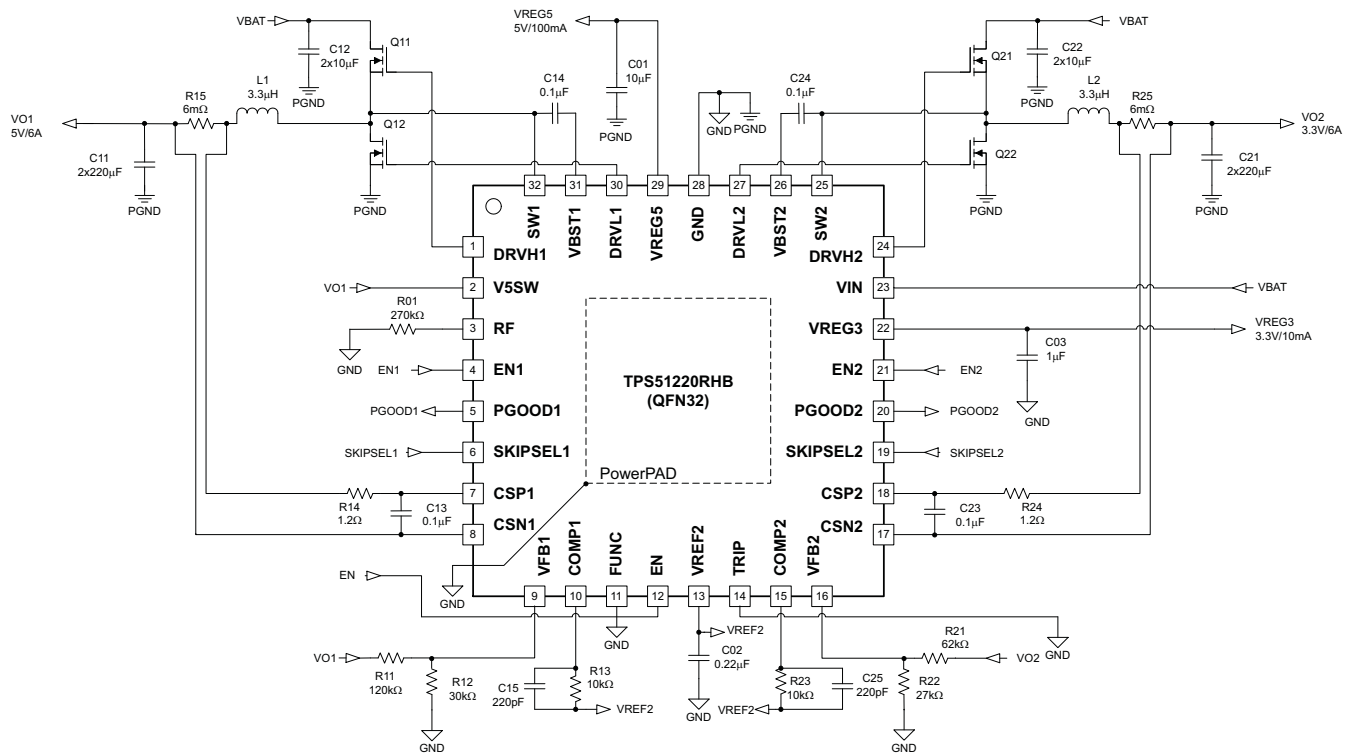 VBAT
C12
2x10µF
PGND
Q11
VREG5
5V/100mA
C01
10µF
PGND
VBAT
Q21
C22
2x10µF
PGND
L1
3.3µH
R15
6mΩ
VO1
5V/6A
C11
2x220µF
PGND
Q12
PGND
C14
0.1µF
GND
PGND
C24
0.1µF
L2
3.3µH
R25
6mΩ
VO2
3.3V/6A
Q22
PGND
C21
2x220µF
PGND
32
31
30
29
28
27
26
25
SW1
VBST1
DRVL1
VREG5
GND
DRVL2
VBST2
SW2
1
DRVH1
24
DRVH2
VO1
2
V5SW
VIN
23
VBAT
R01
270kΩ
GND
3
RF
VREG3
22
VREG3
3.3V/10mA
C03
1µF
GND
EN1
4
EN1
EN2
21
EN2
TPS51220RHB
(QFN32)
PGOOD1
5
PGOOD1
PGOOD2
20
PGOOD2
SKIPSEL1
6
SKIPSEL1
SKIPSEL2
19
SKIPSEL2
PowerPAD
R14
1.2Ω
C13
0.1µF
7
CSP1
CSP2
18
C23
0.1µF
R24
1.2Ω
8
CSN1
CSN2
17
VFB1
COMP1
FUNC
EN
VREF2
TRIP
COMP2
VFB2
EN
GND
9
10
11
12
13
14
15
16
GND
VREF2
GND
C02
0.22µF
GND
VO1
R11
120kΩ
R12
30kΩ
GND
C15
220pF
R13
10kΩ
VREF2
R23
10kΩ
C25
220pF
VREF2
R21
62kΩ
VO2
R22
27kΩ
GND